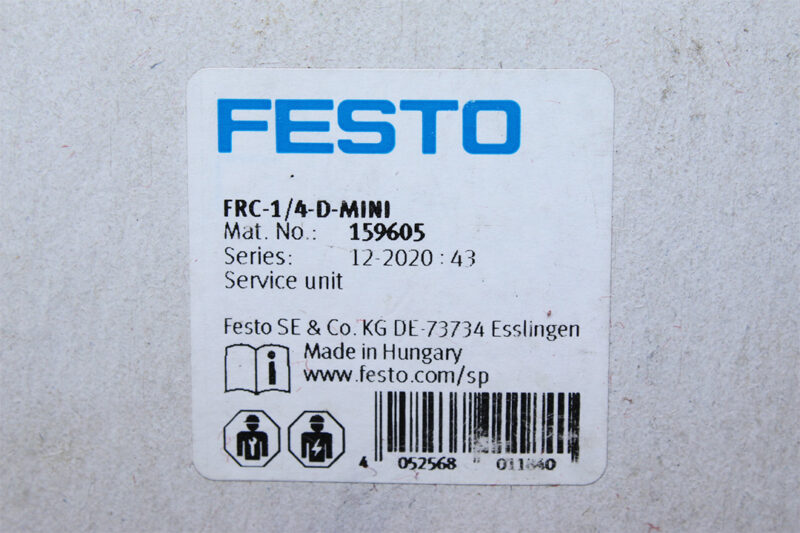 FESTO
FRC-1/4-D-MINI
Mat. No.: 159605
Series: 12-2020 : 43
Service unit
Festo SE & Co. KG DE-73734 Esslingen
Made in Hungary
www.festo.com/sp
4 052568 011840